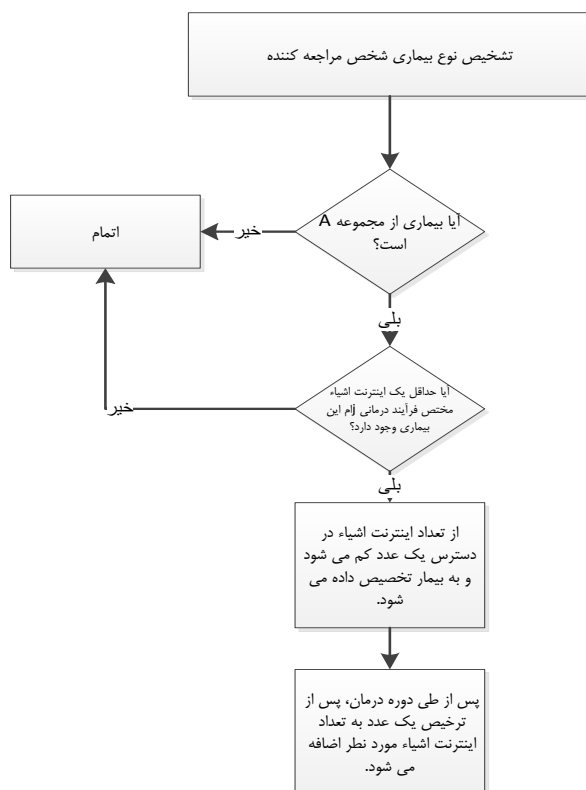 تشخیص نوع بیماری شخص مراجعه کننده
آیا بیماری از مجموعه A
است؟
خیر
اتمام
بلی
آیا حداقل یک اینترنت اشیاء
مختص فرآیند درمانی jام این
بیماری وجود دارد؟
خیر
بلی
از تعداد اینترنت اشیاء در
دسترس یک عدد کم می شود
و به بیمار تخصیص داده می
شود.
پس از طی دوره درمان، پس از
ترخیص یک عدد به تعداد
اینترنت اشیاء مورد نطر اضافه
می شود.